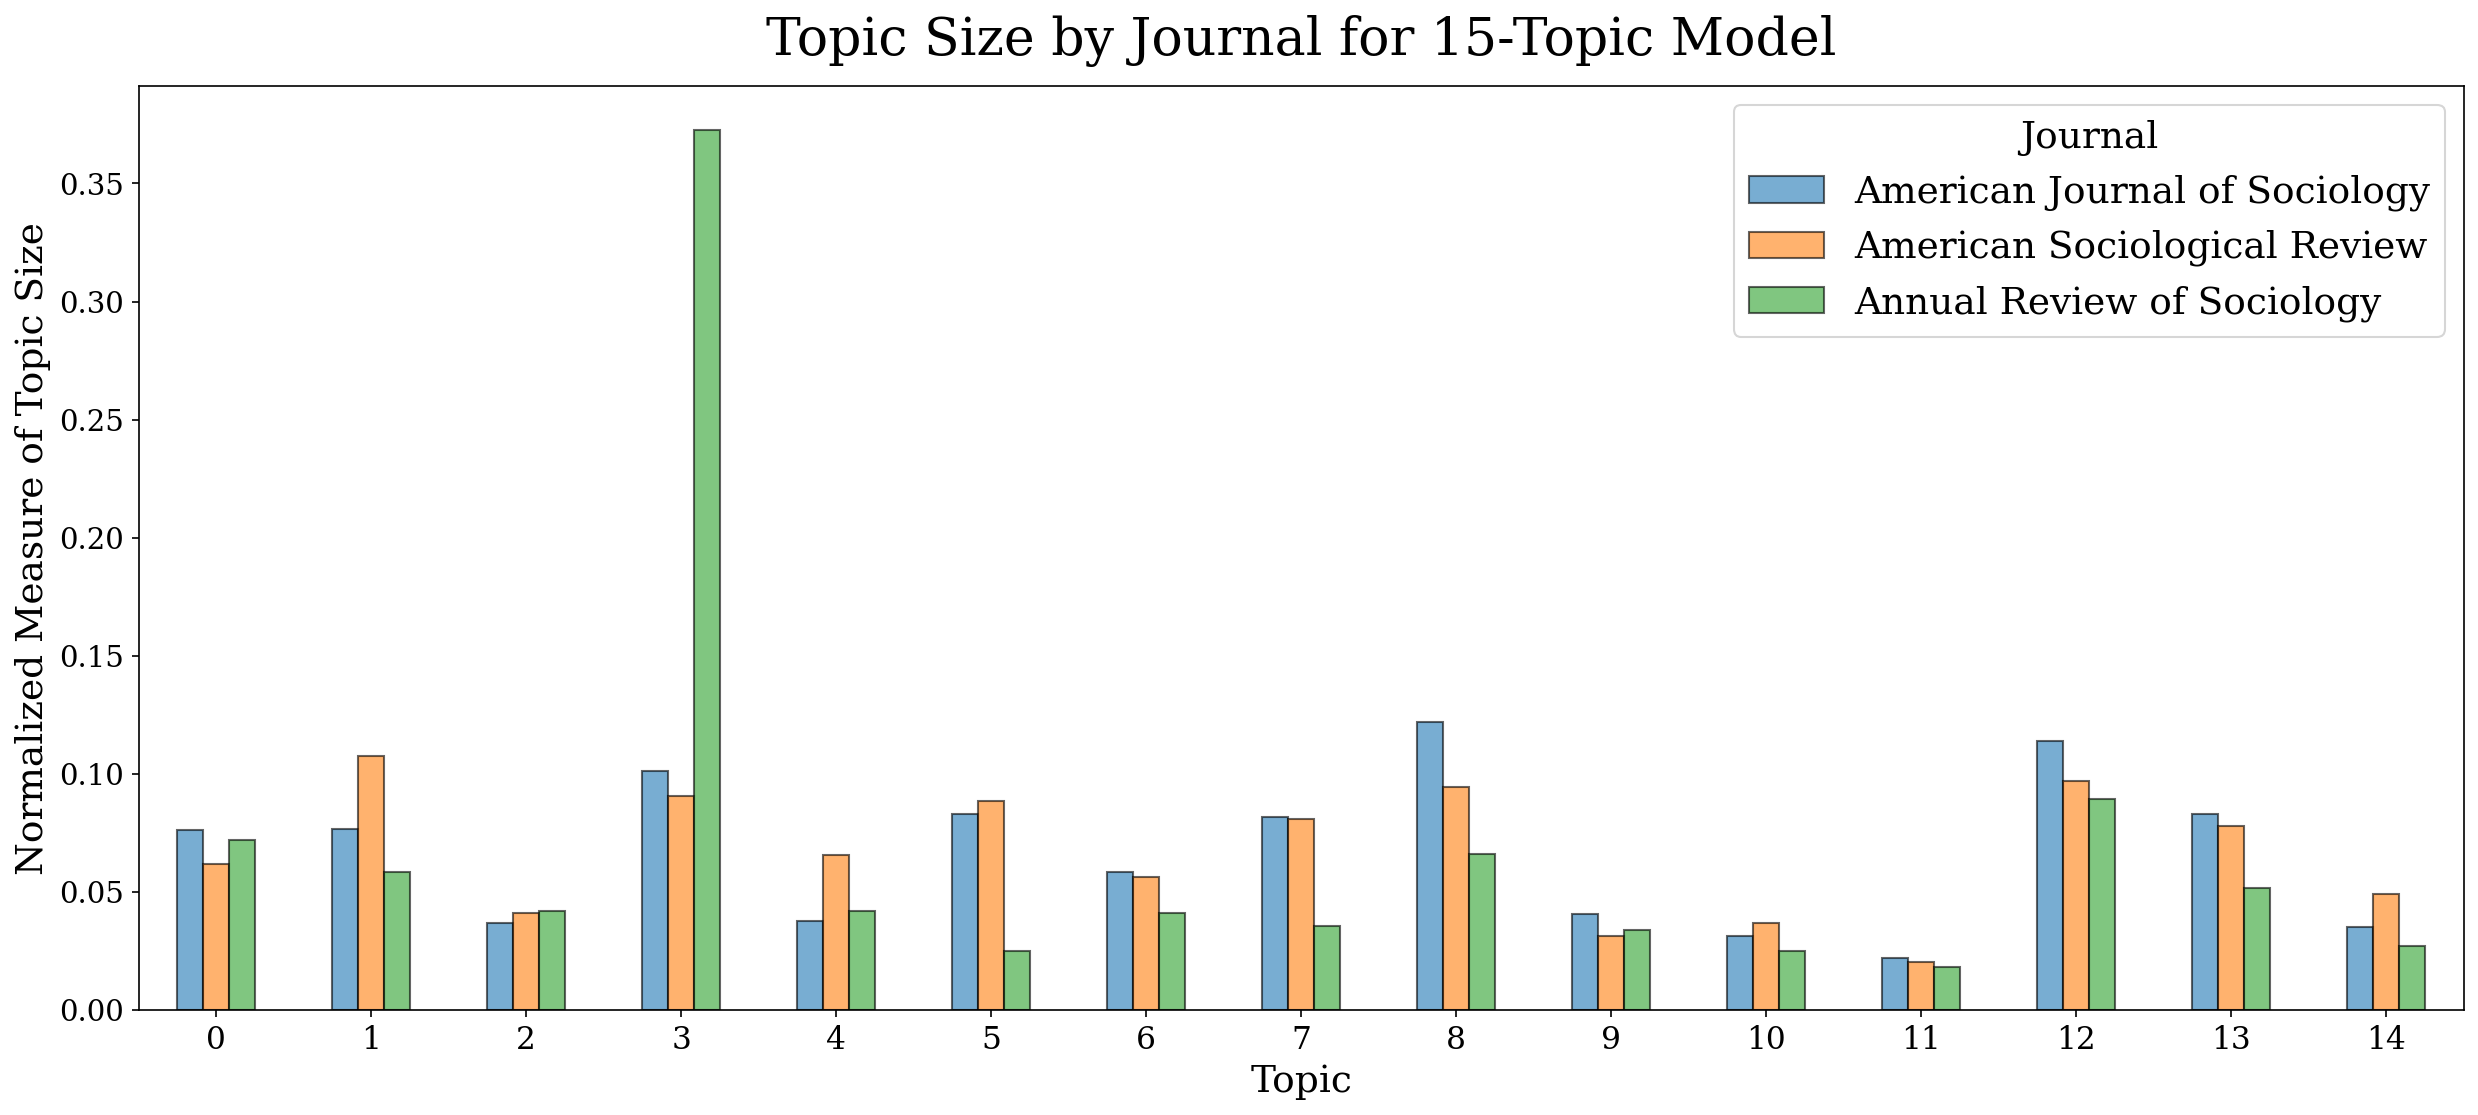 Topic Size by Journal for 15-Topic Model
Normalized Measure of Topic Size
0.35
0.30
0.25
0.20
0.15
0.10
0.05
0.00
Journal
American Journal of Sociology
American Sociological Review
Annual Review of Sociology
0 1 2 3 4 5 6 7 8 9 10 11 12 13 14
Topic